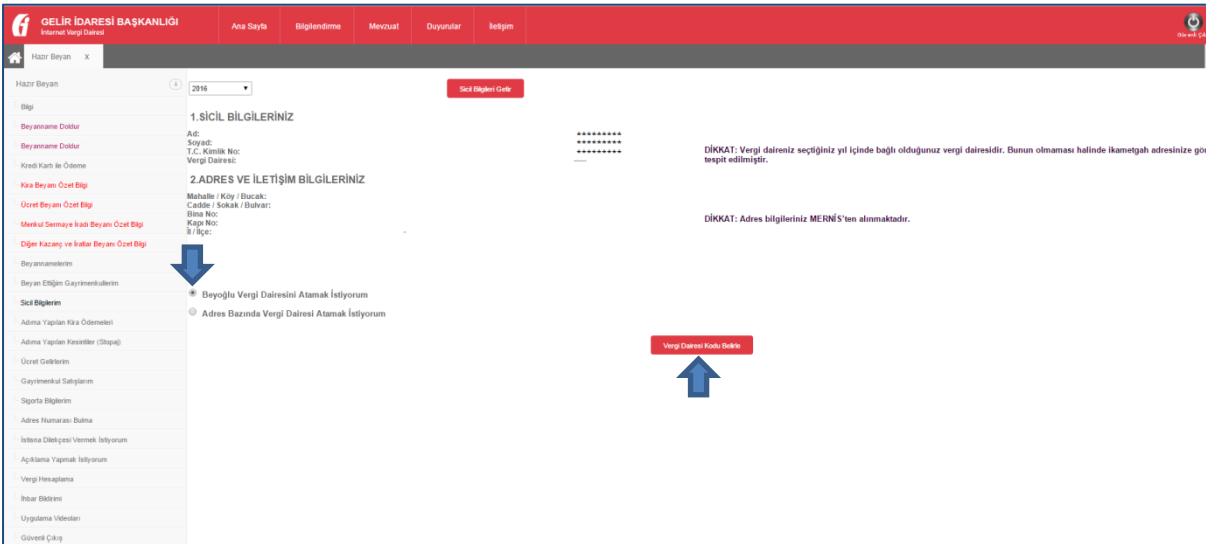 GELİR İDARESİ BAŞKANLIĞI
İnternet Vergi Dairesi
Ana Sayfa
Bilgilendirme
Mevzuat
Duyurular
İletişim
Hazır Beyan X
Hazır Beyan
Bilgi
Beyanname Doldur
Beyanname Doldur
Kredi Kartı ile Ödeme
Kira Beyanı Özet Bilgi
Ücret Beyanı Özet Bilgi
Menkul Sermaye İradı Beyanı Özet Bilgi
Diğer Kazanç ve İratlar Beyanı Özet Bilgi
Beyannamelerim
Beyan Ettiğim Gayrimenkullerim
Sicil Bilgilerim
Adıma Yapılan Kira Ödemeleri
Adıma Yapılan Kesintiler (Stopaj)
Ücret Gelirlerim
Gayrimenkul Satışlarım
Sigorta Bilgilerim
Adres Numarası Bulma
İstisna Dilekçesi Vermek İstiyorum
Açıklama Yapmak İstiyorum
Vergi Hesaplama
İhbar Bildirimi
Uygulama Videoları
Güvenli Çıkış
2016
Sicil Bilgileri Getir
1.SİCİL BİLGİLERİNİZ
Ad: *********
Soyad: *********
T.C. Kimlik No: *********
Vergi Dairesi:
DİKKAT: Vergi daireniz seçtiğiniz yıl içinde bağlı olduğunuz vergi dairesidir. Bunun olmaması halinde ikametgah adresinize gör
tespit edilmiştir.
2.ADRES VE İLETİŞİM BİLGİLERİNİZ
Mahalle / Köy / Bucak:
Cadde / Sokak / Bulvar:
Bina No:
Kapı No:
İl / İlçe: -
DİKKAT: Adres bilgileriniz MERNİS'ten alınmaktadır.
Beyoğlu Vergi Dairesini Atamak İstiyorum
Adres Bazında Vergi Dairesi Atamak İstiyorum
Vergi Dairesi Kodu Belirle